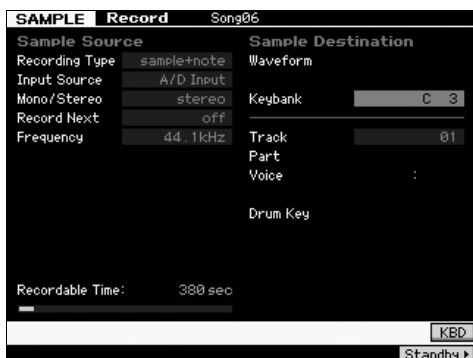 SAMPLE Record Song06
Sample Source Sample Destination
Recording Type sample+note Waveform
Input Source A/D Input
Mono/Stereo stereo Keybank C 3
Record Next off
Frequency 44.1kHz Track 01
Part
Voice :
Drum Key
Recordable Time: 380 sec
KBD
Standby